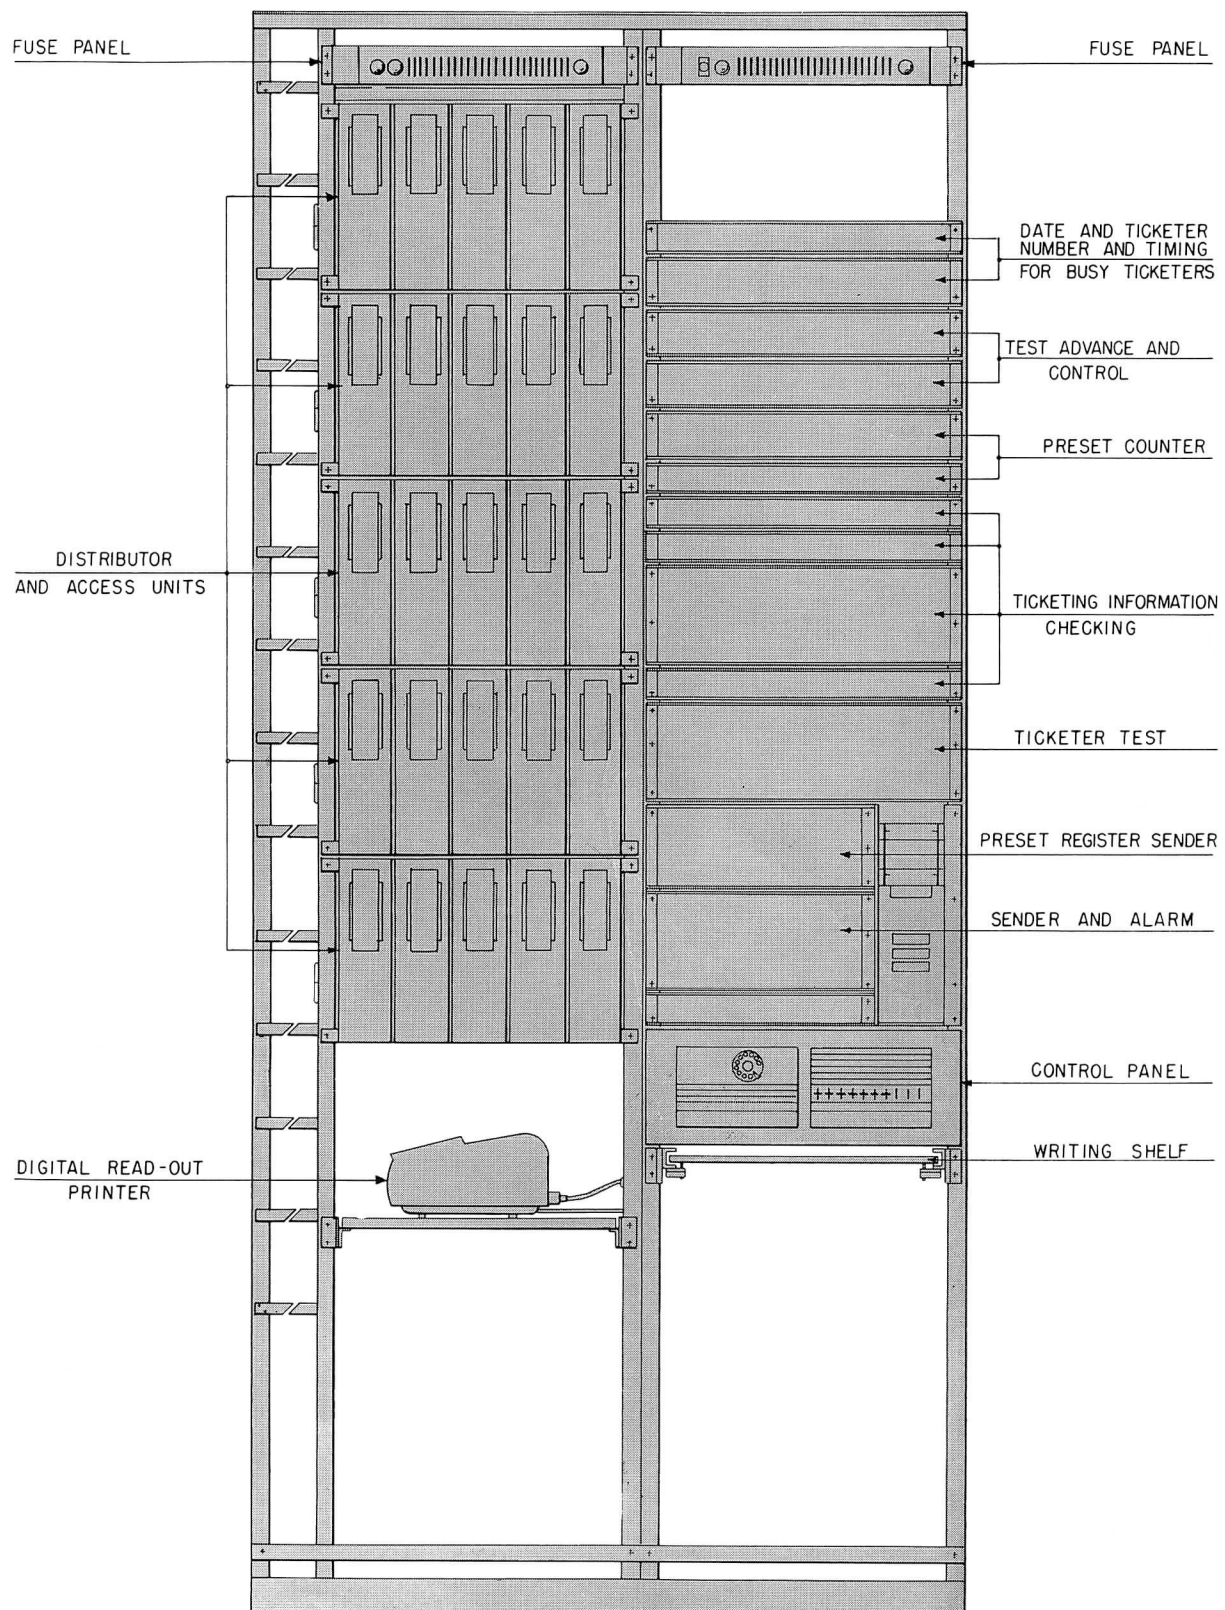 FUSE PANEL
DISTRIBUTOR
AND ACCESS UNITS
DIGITAL READ-OUT
PRINTER
FUSE PANEL
DATE AND TICKETER
NUMBER AND TIMING
FOR BUSY TICKETERS
TEST ADVANCE AND
CONTROL
PRESET COUNTER
TICKETING INFORMATION
CHECKING
TICKETER TEST
PRESET REGISTER SENDER
SENDER AND ALARM
CONTROL PANEL
WRITING SHELF